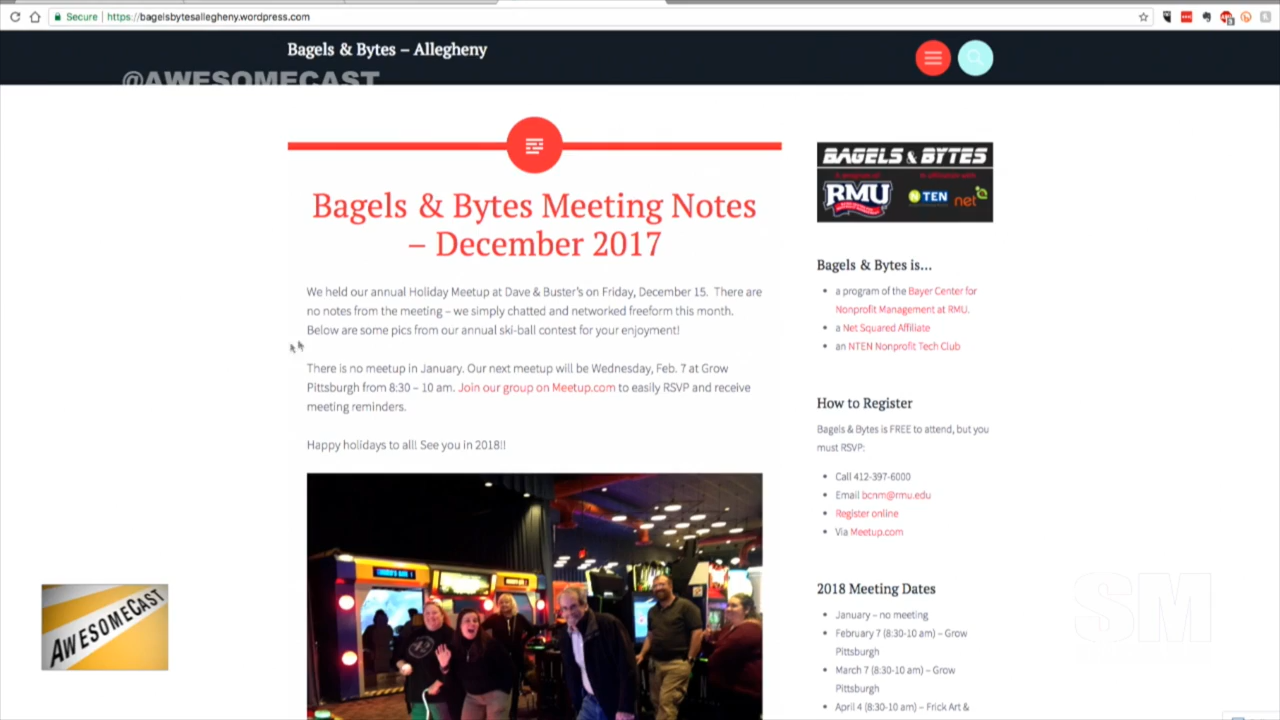 Secure
https://bagelsbytesallegheny.wordpress.com
Bagels & Bytes – Allegheny
@AWESOMECAST
Bagels & Bytes Meeting Notes
– December 2017
We held our annual Holiday Meetup at Dave & Buster's on Friday, December 15. There are
no notes from the meeting – we simply chatted and networked freeform this month.
Below are some pics from our annual ski-ball contest for your enjoyment!
There is no meetup in January. Our next meetup will be Wednesday, Feb. 7 at Grow
Pittsburgh from 8:30 – 10 am. Join our group on Meetup.com to easily RSVP and receive
meeting reminders.
Happy holidays to all! See you in 2018!!
BAGELS & BYTES
A program of
In affiliation with
RMU
NTEN
net
Bagels & Bytes is...
a program of the Bayer Center for
Nonprofit Management at RMU.
a Net Squared Affiliate
an NTEN Nonprofit Tech Club
How to Register
Bagels & Bytes is FREE to attend, but you
must RSVP:
Call 412-397-6000
Email bcnm@rmu.edu
Register online
Via Meetup.com
2018 Meeting Dates
January – no meeting
February 7 (8:30-10 am) – Grow
Pittsburgh
March 7 (8:30-10 am) – Grow
Pittsburgh
April 4 (8:30-10 am) – Frick Art &
AWESOMECAST
SM